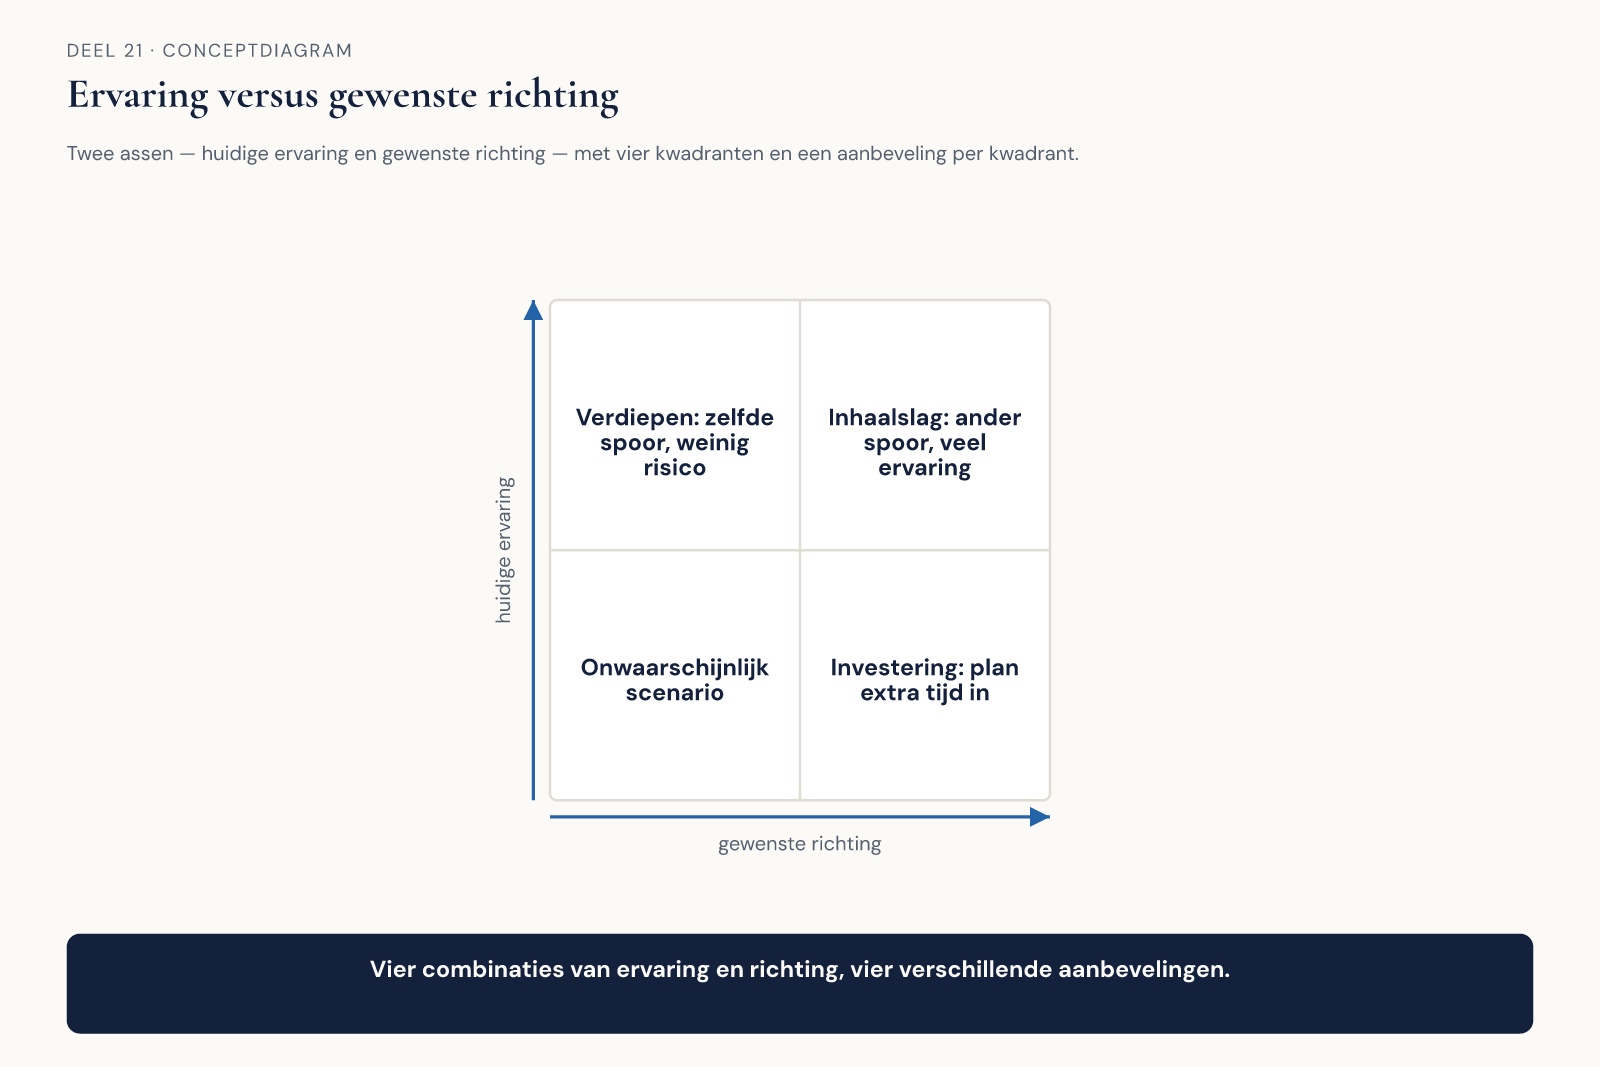 DEEL 21 · CONCEPTDIAGRAM
Ervaring versus gewenste richting
Twee assen — huidige ervaring en gewenste richting — met vier kwadranten en een aanbeveling per kwadrant.
huidige ervaring
Verdiepen: zelfde
spoor, weinig
risico
Inhaalslag: ander
spoor, veel
ervaring
Onwaarschijnlijk
scenario
Investering: plan
extra tijd in
gewenste richting
Vier combinaties van ervaring en richting, vier verschillende aanbevelingen.